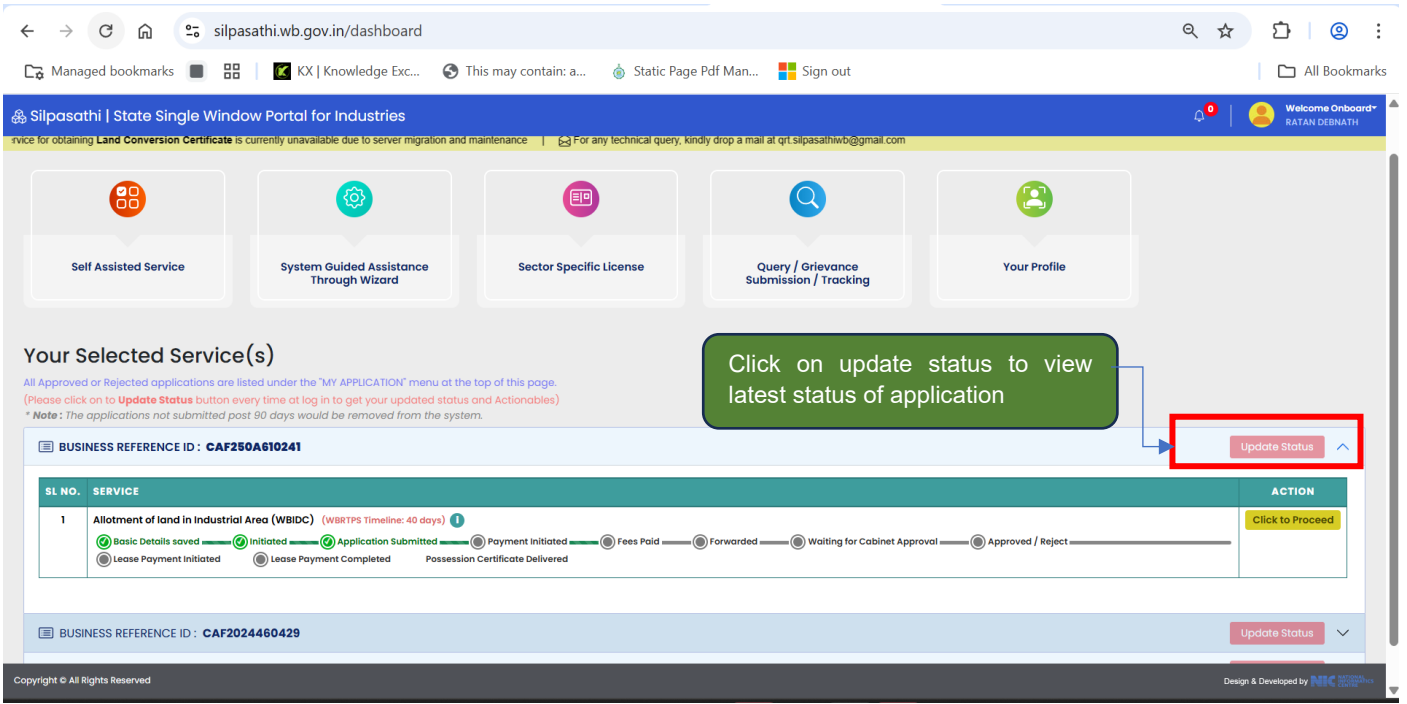 silpasathi.wb.gov.in/dashboard
Managed bookmarks
KX | Knowledge Exc...
This may contain: a...
Static Page Pdf Man...
Sign out
All Bookmarks
Silpasathi | State Single Window Portal for Industries
0
Welcome Onboard
RATAN DEBNATH
rvice for obtaining Land Conversion Certificate is currently unavailable due to server migration and maintenance | For any technical query, kindly drop a mail at qrt.silpasathiwb@gmail.com
Self Assisted Service
System Guided Assistance
Through Wizard
Sector Specific License
Query / Grievance
Submission / Tracking
Your Profile
Click on update status to view
latest status of application
Your Selected Service(s)
All Approved or Rejected applications are listed under the "MY APPLICATION" menu at the top of this page.
(Please click on to Update Status button every time at log in to get your updated status and Actionables)
* Note : The applications not submitted post 90 days would be removed from the system.
BUSINESS REFERENCE ID : CAF250A610241
Update Status
SL NO. SERVICE ACTION
1 Allotment of land in Industrial Area (WBIDC) (WBRTPS Timeline: 40 days) Click to Proceed
Basic Details saved Initiated Application Submitted Payment Initiated Fees Paid Forwarded Waiting for Cabinet Approval Approved / Reject
Lease Payment Initiated Lease Payment Completed Possession Certificate Delivered
BUSINESS REFERENCE ID : CAF2024460429
Update Status
Copyright © All Rights Reserved
Design & Developed by NIC NATIONAL INFORMATICS CENTRE